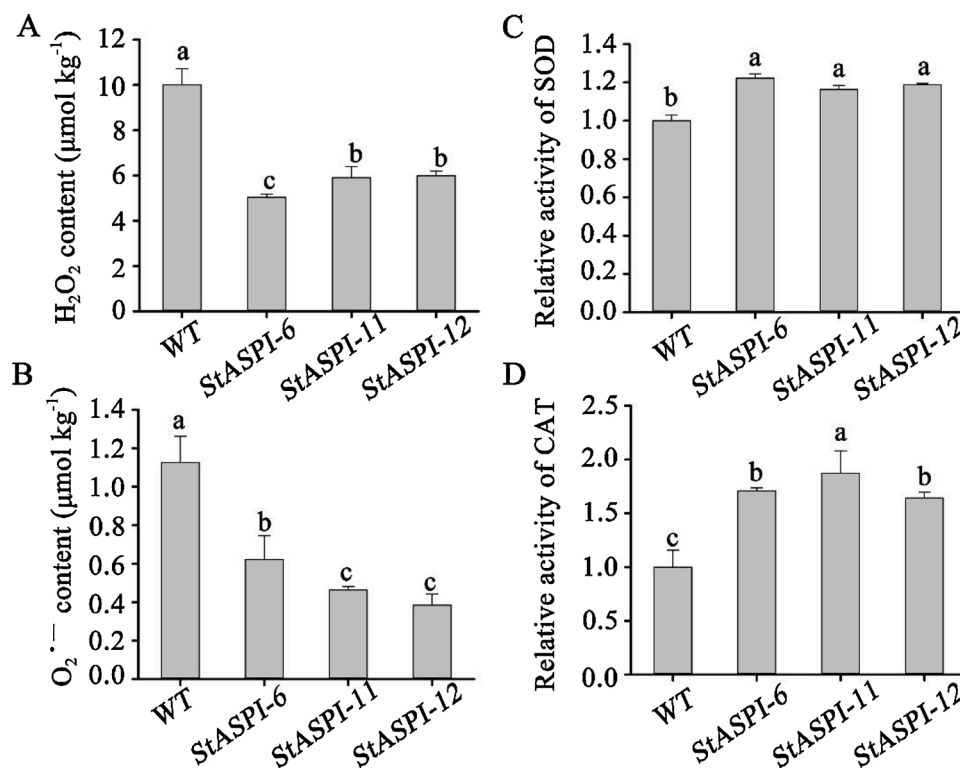 A
H₂O₂ content (μmol kg⁻¹)
12
10
8
6
4
2
0
a
c
b
b
WT
StASPI-6
StASPI-11
StASPI-12
B
O₂˙⁻ content (μmol kg⁻¹)
1.4
1.2
1.0
0.8
0.6
0.4
0.2
0.0
a
b
c
c
WT
StASPI-6
StASPI-11
StASPI-12
C
Relative activity of SOD
1.4
1.2
1.0
0.8
0.6
0.4
0.2
0.0
b
a
a
a
WT
StASPI-6
StASPI-11
StASPI-12
D
Relative activity of CAT
2.5
2.0
1.5
1.0
0.5
0.0
c
b
a
b
WT
StASPI-6
StASPI-11
StASPI-12